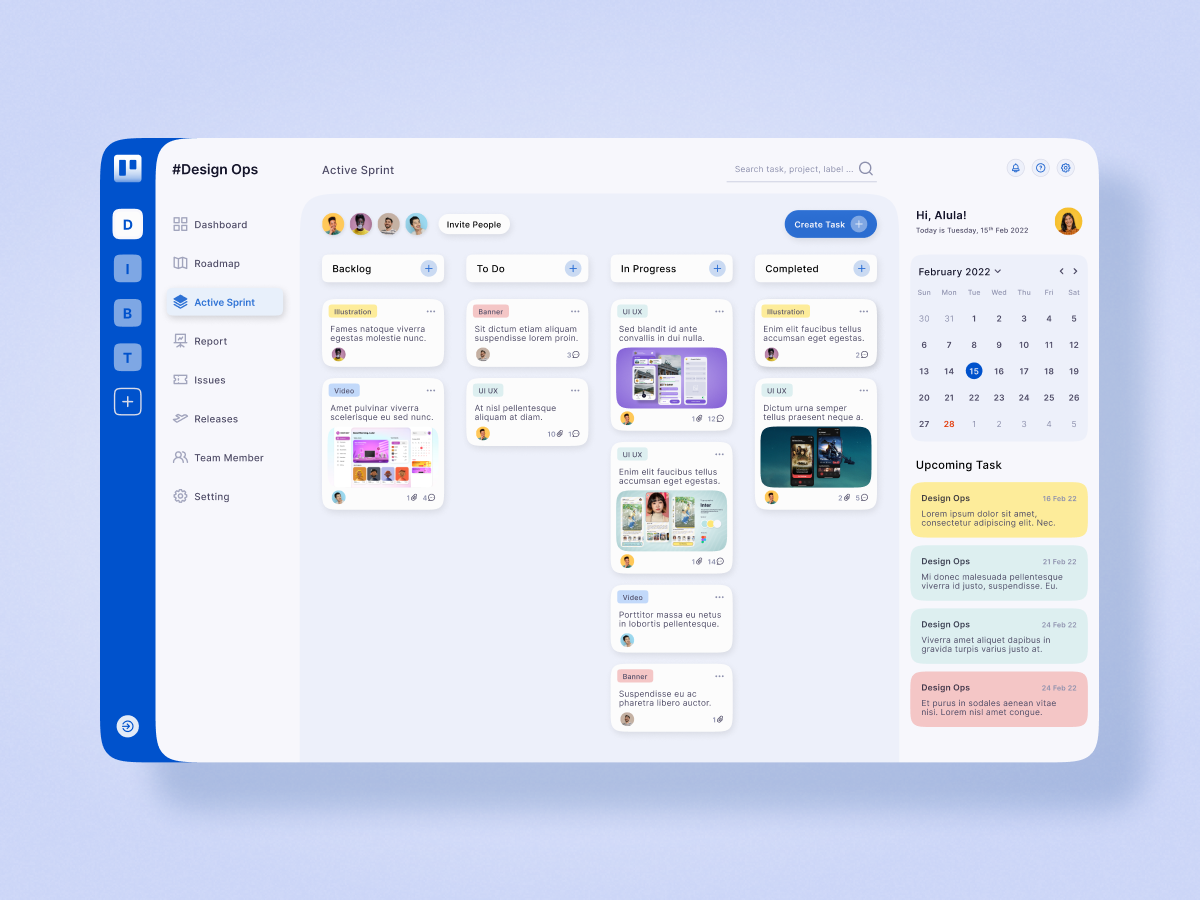 #Design Ops
Active Sprint
Search task, project, label ...
D
I
B
T
Dashboard
Roadmap
Active Sprint
Report
Issues
Releases
Team Member
Setting
Invite People
Create Task
Backlog
Illustration
Fames natoque viverra
egestas molestie nunc.
Video
Amet pulvinar viverra
scelerisque eu sed nunc.
1
4
To Do
Banner
Sit dictum etiam aliquam
suspendisse lorem proin.
3
UI UX
At nisl pellentesque
aliquam at diam.
10
1
In Progress
UI UX
Sed blandit id ante
convallis in dui nulla.
1
12
UI UX
Enim elit faucibus tellus
accumsan eget egestas.
Inter
1
14
Video
Porttitor massa eu netus
in lobortis pellentesque.
Banner
Suspendisse eu ac
pharetra libero auctor.
1
Completed
Illustration
Enim elit faucibus tellus
accumsan eget egestas.
2
UI UX
Dictum urna semper
tellus praesent neque a.
2
5
Hi, Alula!
Today is Tuesday, 15th Feb 2022
February 2022
Sun Mon Tue Wed Thu Fri Sat
30 31 1 2 3 4 5
6 7 8 9 10 11 12
13 14 15 16 17 18 19
20 21 22 23 24 25 26
27 28 1 2 3 4 5
Upcoming Task
Design Ops 16 Feb 22
Lorem ipsum dolor sit amet,
consectetur adipiscing elit. Nec.
Design Ops 21 Feb 22
Mi donec malesuada pellentesque
viverra id justo, suspendisse. Eu.
Design Ops 24 Feb 22
Viverra amet aliquet dapibus in
gravida turpis varius justo at.
Design Ops 24 Feb 22
Et purus in sodales aenean vitae
nisi. Lorem nisl amet congue.